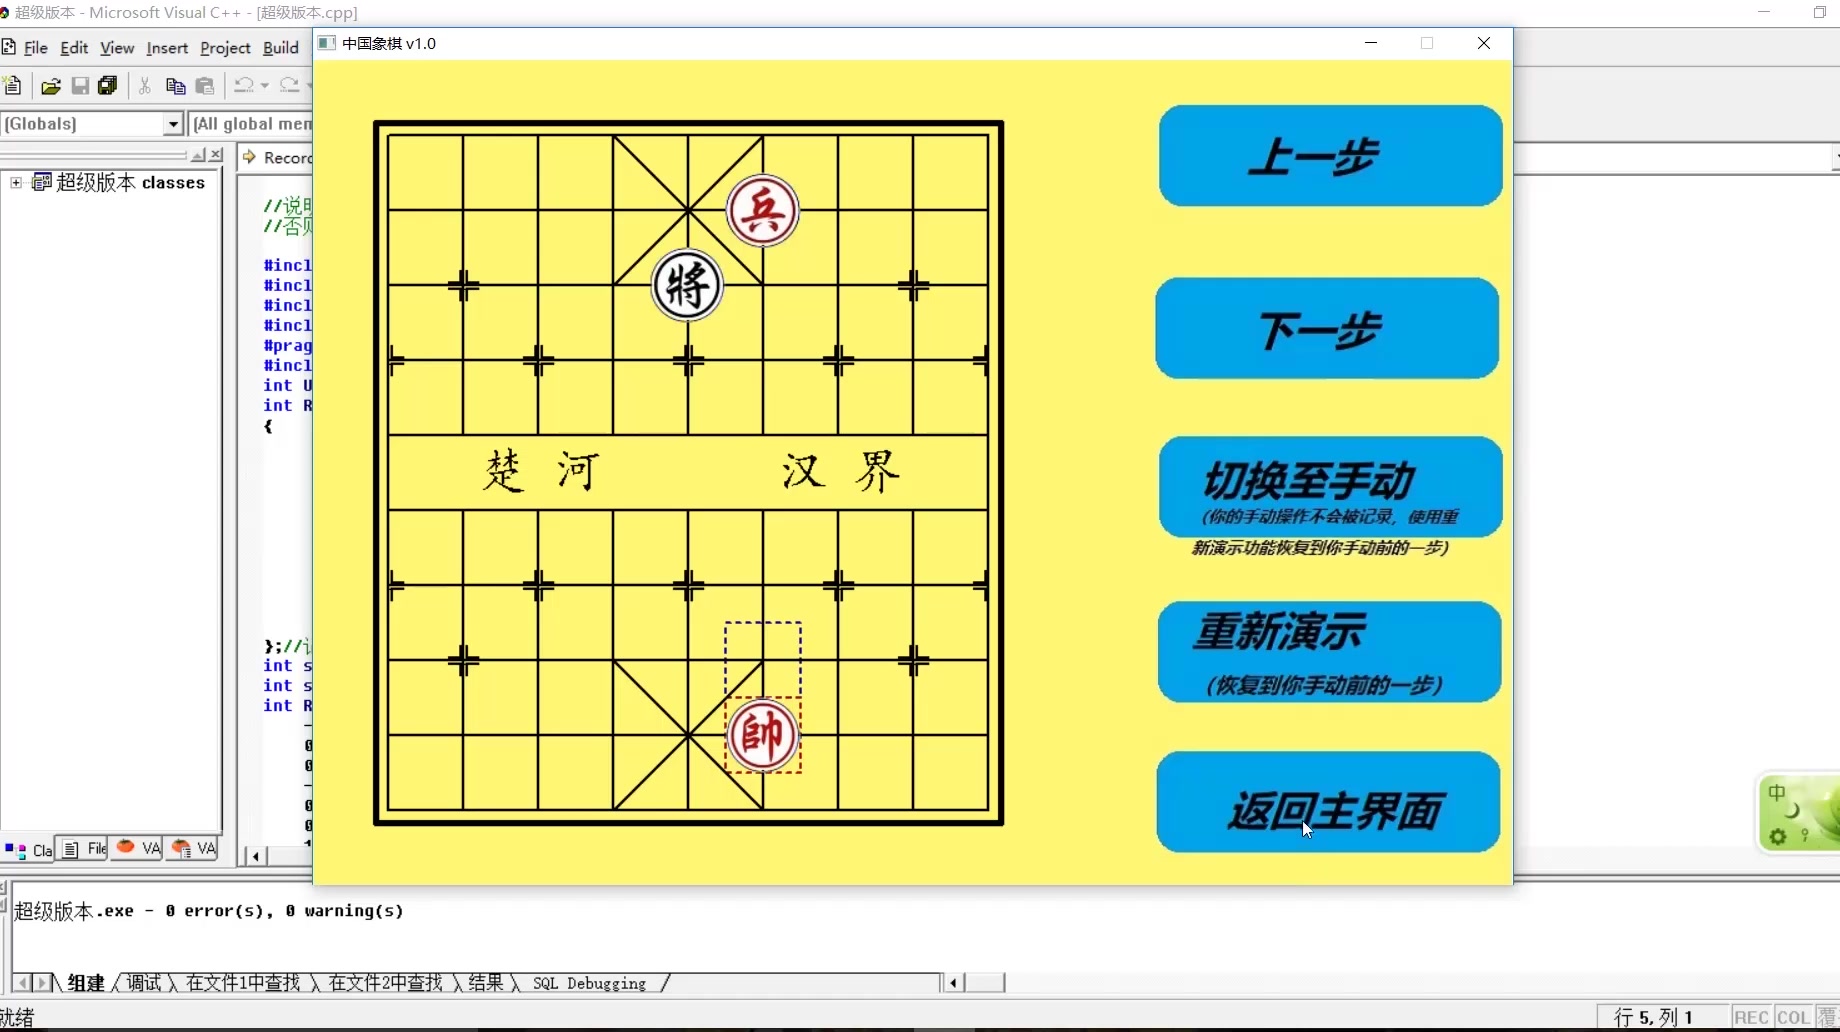 超级版本 - Microsoft Visual C++ - [超级版本.cpp]
File Edit View Insert Project Build
中国象棋 v1.0
(Globals)
(All global mem
Record
超级版本 classes
//说明
//否则
#incl
#incl
#incl
#incl
#prag
#incl
int U
int R
{
};//
int s
int s
int R
兵
將
楚 河 汉 界
帥
上一步
下一步
切换至手动
(你的手动操作不会被记录，使用重
新演示功能恢复到你手动前的一步)
重新演示
(恢复到你手动前的一步)
返回主界面
中
Cla File VA VA
超级版本.exe - 0 error(s), 0 warning(s)
组建 调试 在文件1中查找 在文件2中查找 结果 SQL Debugging
就绪
行 5, 列 1 REC COL 覆